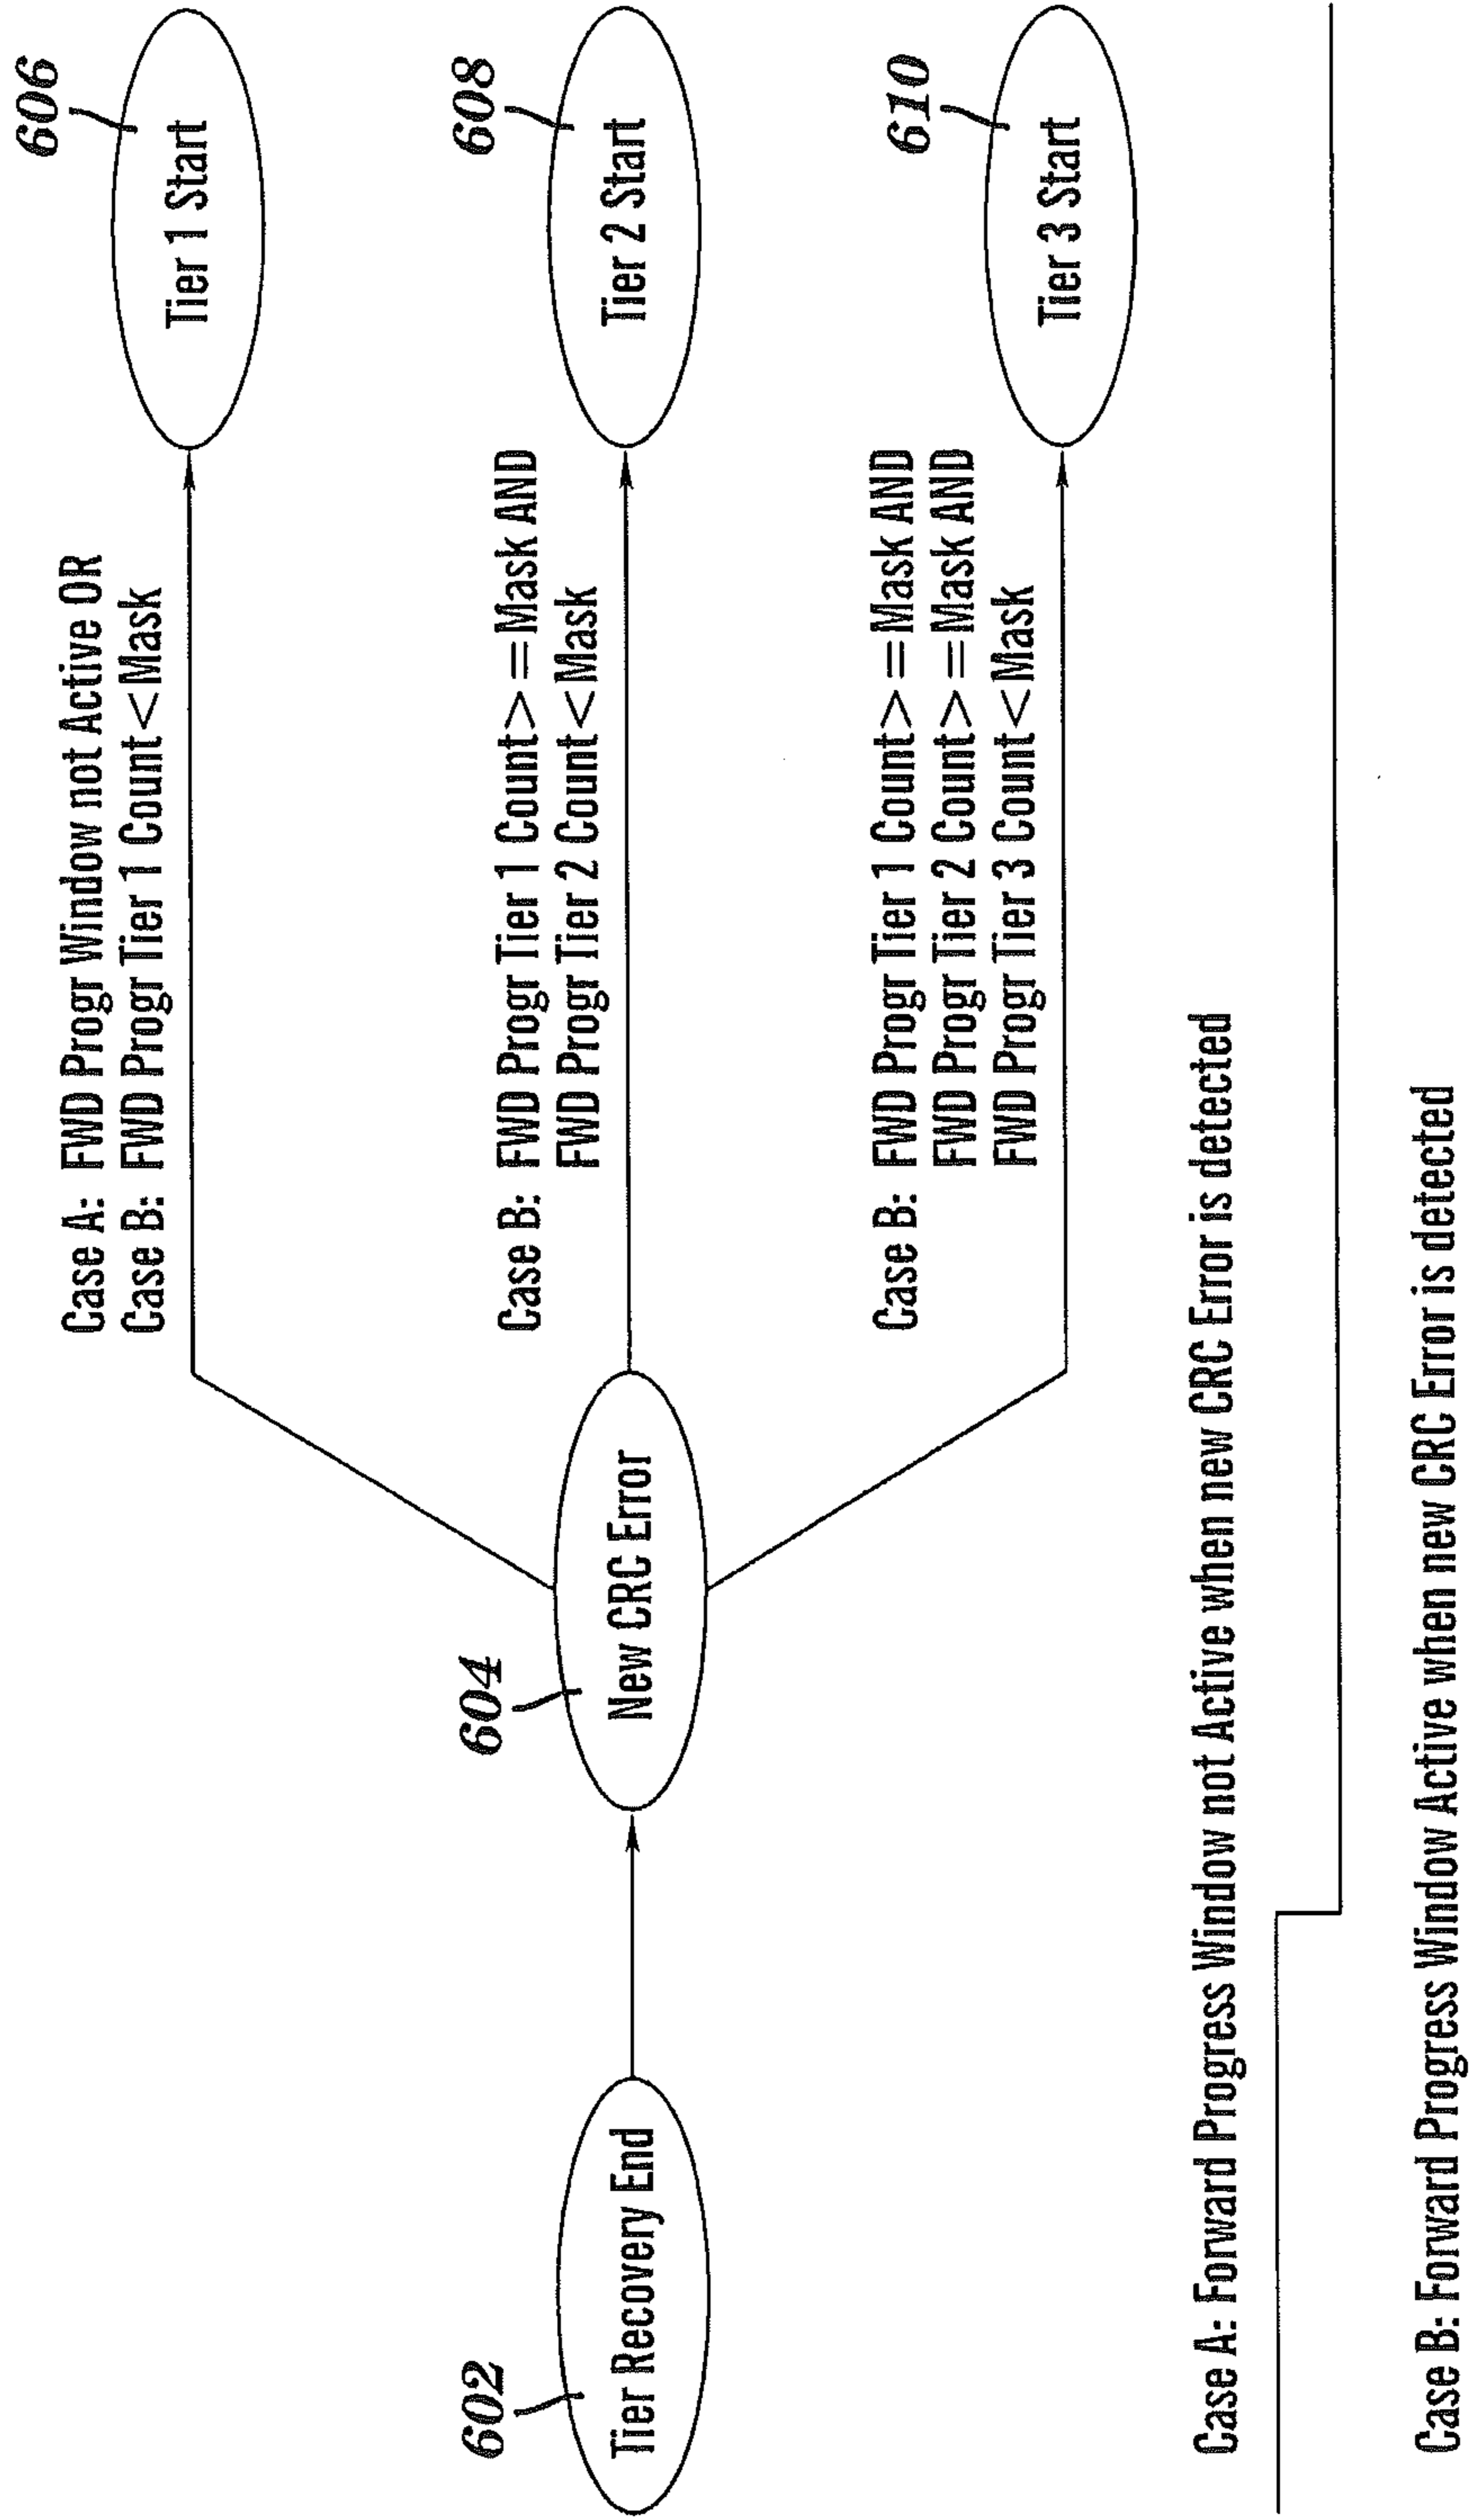 606
Tier 1 Start
Case A: FWD Progr Window not Active OR
Case B: FWD Progr Tier 1 Count<Mask
608
Tier 2 Start
Case B: FWD Progr Tier 1 Count>=Mask AND
FWD Progr Tier 2 Count<Mask
610
Tier 3 Start
Case B: FWD Progr Tier 1 Count>=Mask AND
FWD Progr Tier 2 Count>=Mask AND
FWD Progr Tier 3 Count<Mask
604
New CRC Error
602
Tier Recovery End
Case A: Forward Progress Window not Active when new CRC Error is detected
Case B: Forward Progress Window Active when new CRC Error is detected